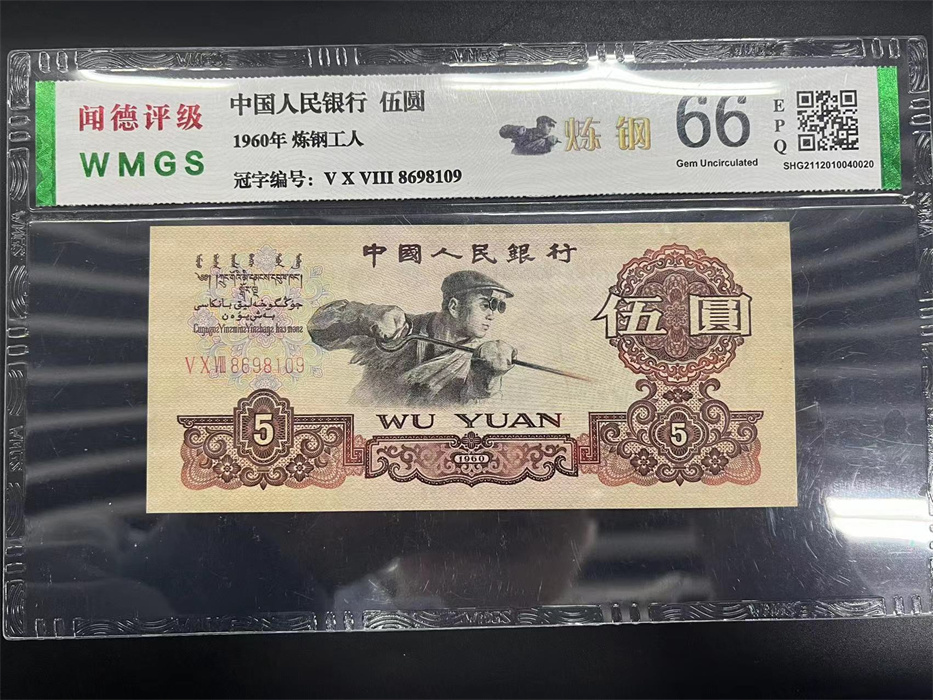 闻德评级
WMGS
中国人民银行 伍圆
1960年 炼钢工人
冠字编号: V X VIII 8698109
炼 钢
66
Gem Uncirculated
EPQ
SHG2112010040020
中國人民銀行
伍圓
V X VIII 8698109
WU YUAN
5
5
1960
WMGS